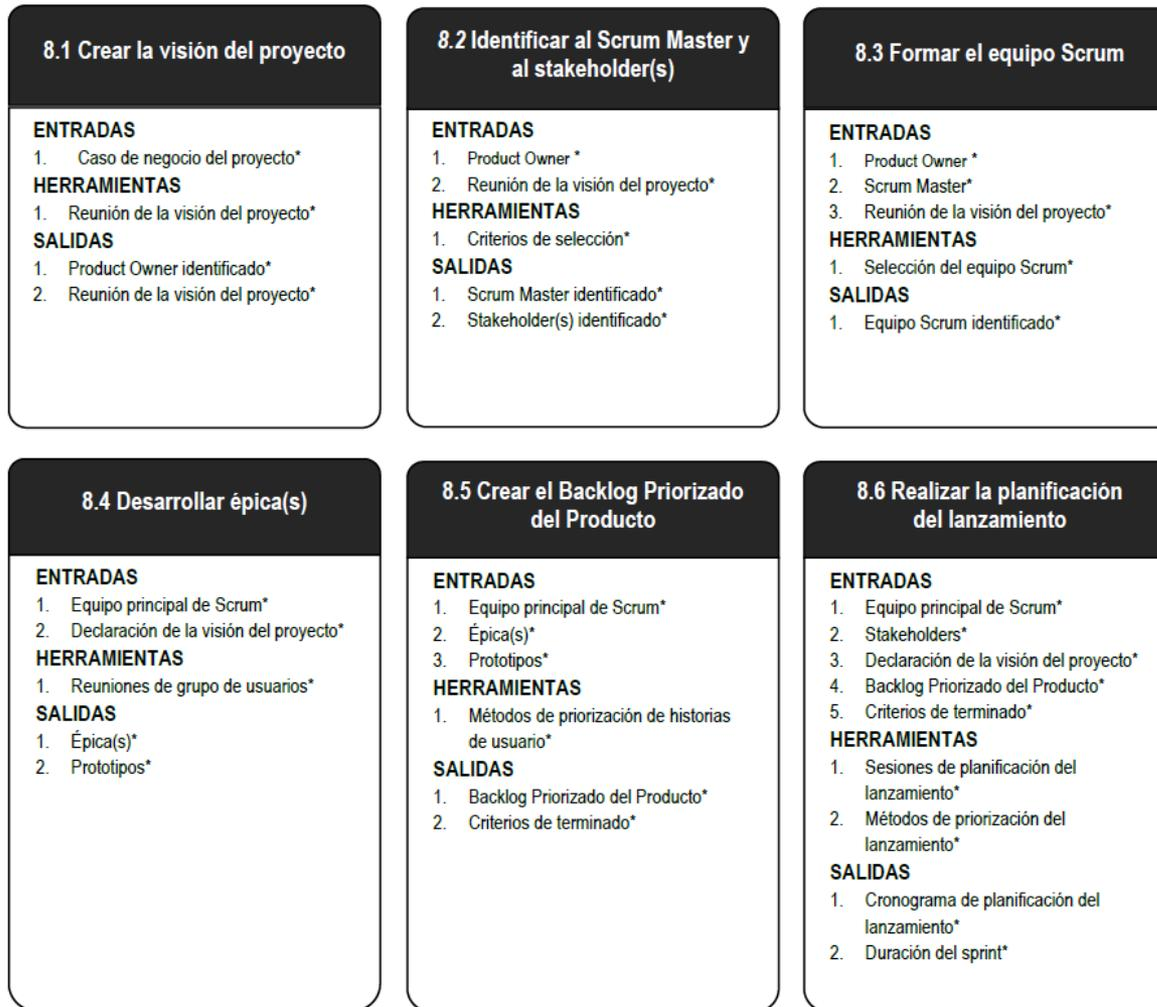 8.1 Crear la visión del proyecto
ENTRADAS
1. Caso de negocio del proyecto*
HERRAMIENTAS
1. Reunión de la visión del proyecto*
SALIDAS
1. Product Owner identificado*
2. Reunión de la visión del proyecto*
8.2 Identificar al Scrum Master y
al stakeholder(s)
ENTRADAS
1. Product Owner *
2. Reunión de la visión del proyecto*
HERRAMIENTAS
1. Criterios de selección*
SALIDAS
1. Scrum Master identificado*
2. Stakeholder(s) identificado*
8.3 Formar el equipo Scrum
ENTRADAS
1. Product Owner *
2. Scrum Master*
3. Reunión de la visión del proyecto*
HERRAMIENTAS
1. Selección del equipo Scrum*
SALIDAS
1. Equipo Scrum identificado*
8.4 Desarrollar épica(s)
ENTRADAS
1. Equipo principal de Scrum*
2. Declaración de la visión del proyecto*
HERRAMIENTAS
1. Reuniones de grupo de usuarios*
SALIDAS
1. Épica(s)*
2. Prototipos*
8.5 Crear el Backlog Priorizado
del Producto
ENTRADAS
1. Equipo principal de Scrum*
2. Épica(s)*
3. Prototipos*
HERRAMIENTAS
1. Métodos de priorización de historias
de usuario*
SALIDAS
1. Backlog Priorizado del Producto*
2. Criterios de terminado*
8.6 Realizar la planificación
del lanzamiento
ENTRADAS
1. Equipo principal de Scrum*
2. Stakeholders*
3. Declaración de la visión del proyecto*
4. Backlog Priorizado del Producto*
5. Criterios de terminado*
HERRAMIENTAS
1. Sesiones de planificación del
lanzamiento*
2. Métodos de priorización del
lanzamiento*
SALIDAS
1. Cronograma de planificación del
lanzamiento*
2. Duración del sprint*